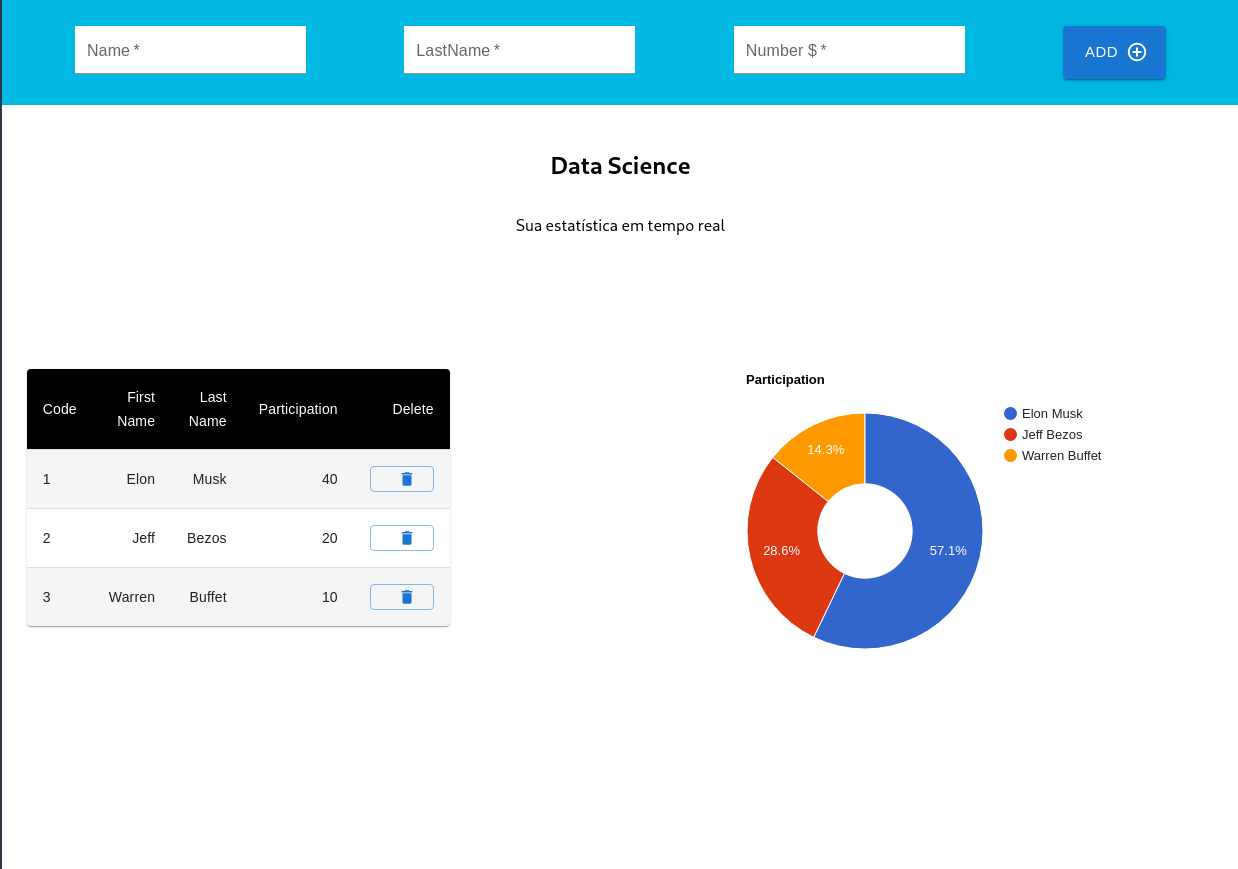 Name *
LastName *
Number $ *
ADD
Data Science
Sua estatística em tempo real
Code First Name Last Name Participation Delete
1 Elon Musk 40
2 Jeff Bezos 20
3 Warren Buffet 10
Participation
Elon Musk
Jeff Bezos
Warren Buffet
14.3%
28.6%
57.1%